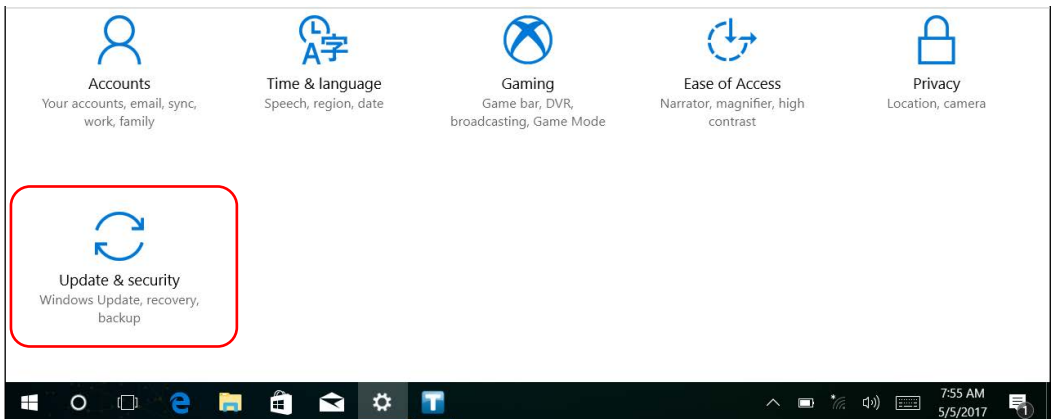 A字
Accounts
Your accounts, email, sync,
work, family
Time & language
Speech, region, date
Gaming
Game bar, DVR,
broadcasting, Game Mode
Ease of Access
Narrator, magnifier, high
contrast
Privacy
Location, camera
Update & security
Windows Update, recovery,
backup
T
7:55 AM
5/5/2017
1